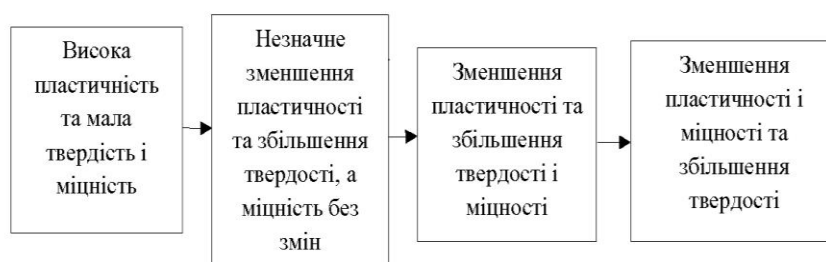 Висока
пластичність
та мала
твердість і
міцність
Незначне
зменшення
пластичності
та збільшення
твердості, а
міцність без
змін
Зменшення
пластичності та
збільшення
твердості і
міцності
Зменшення
пластичності і
міцності та
збільшення
твердості